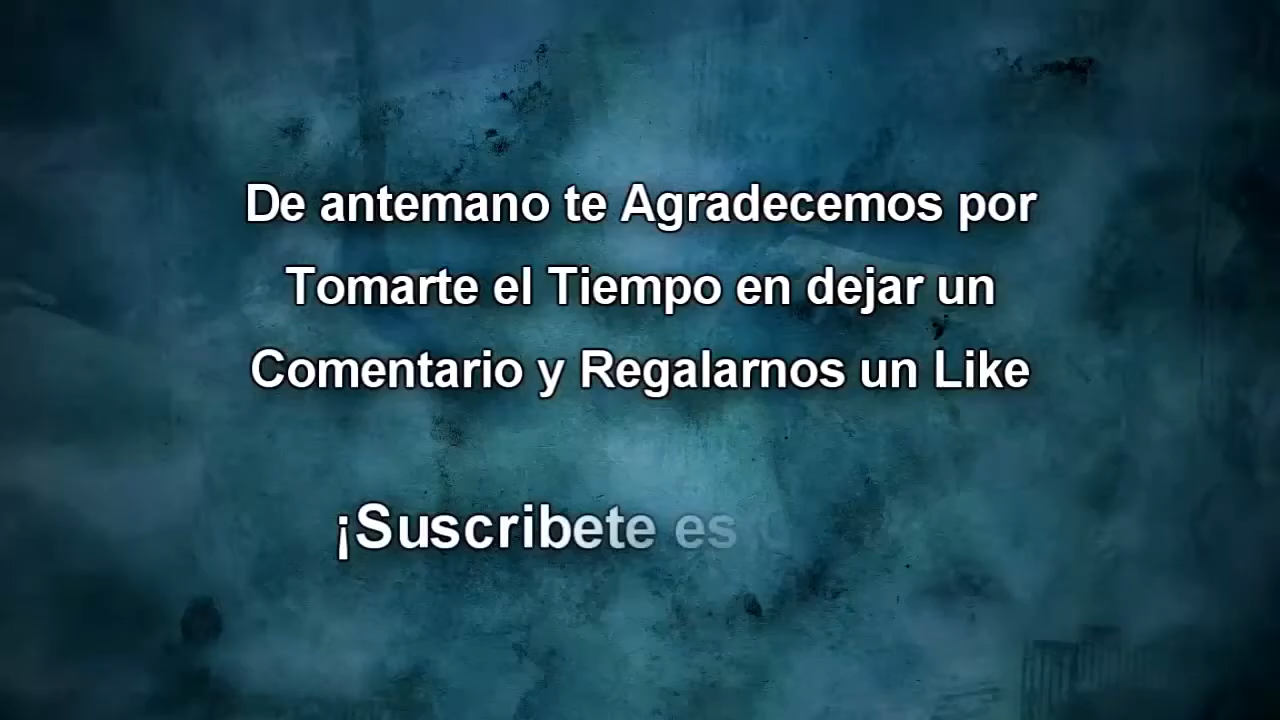 De antemano te Agradecemos por
Tomarte el Tiempo en dejar un
Comentario y Regalarnos un Like
¡Suscribete es